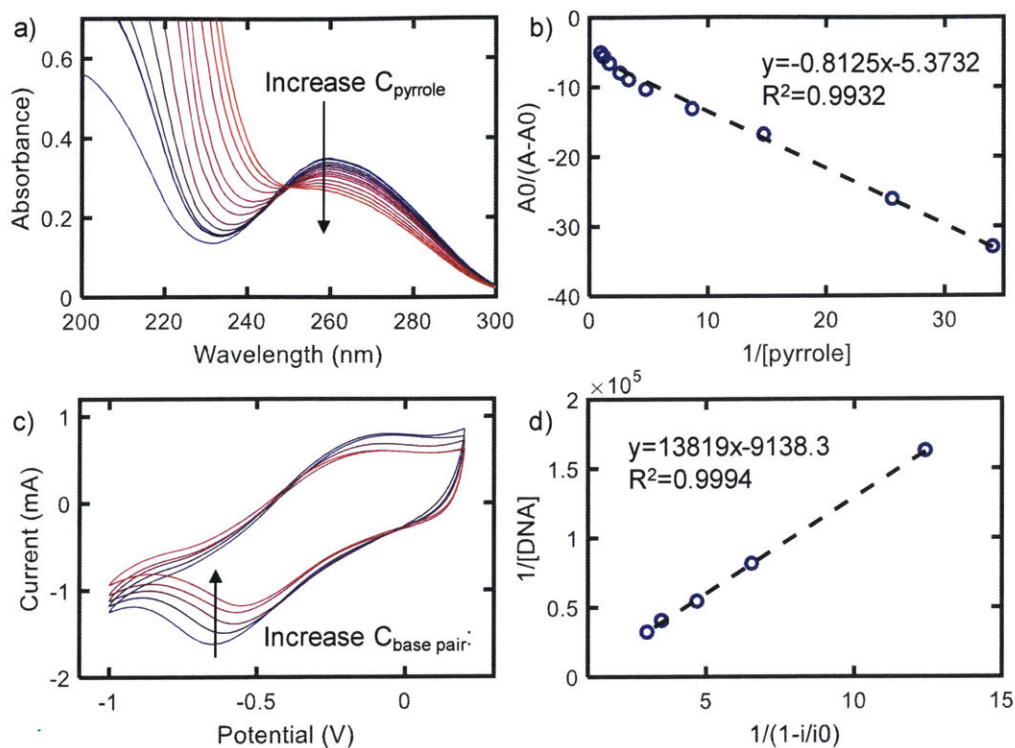 a)
0.6
0.4
0.2
0
Absorbance
Increase Cpyrrole
200 220 240 260 280 300
Wavelength (nm)
b)
0
-10
-20
-30
-40
A0/(A-A0)
y=-0.8125x-5.3732
R²=0.9932
0 10 20 30
1/[pyrrole]
c)
1
0
-1
-2
Current (mA)
Increase Cbase pair:
-1 -0.5 0
Potential (V)
d)
×10⁵
2
1.5
1
0.5
0
1/[DNA]
y=13819x-9138.3
R²=0.9994
5 10 15
1/(1-i/i0)